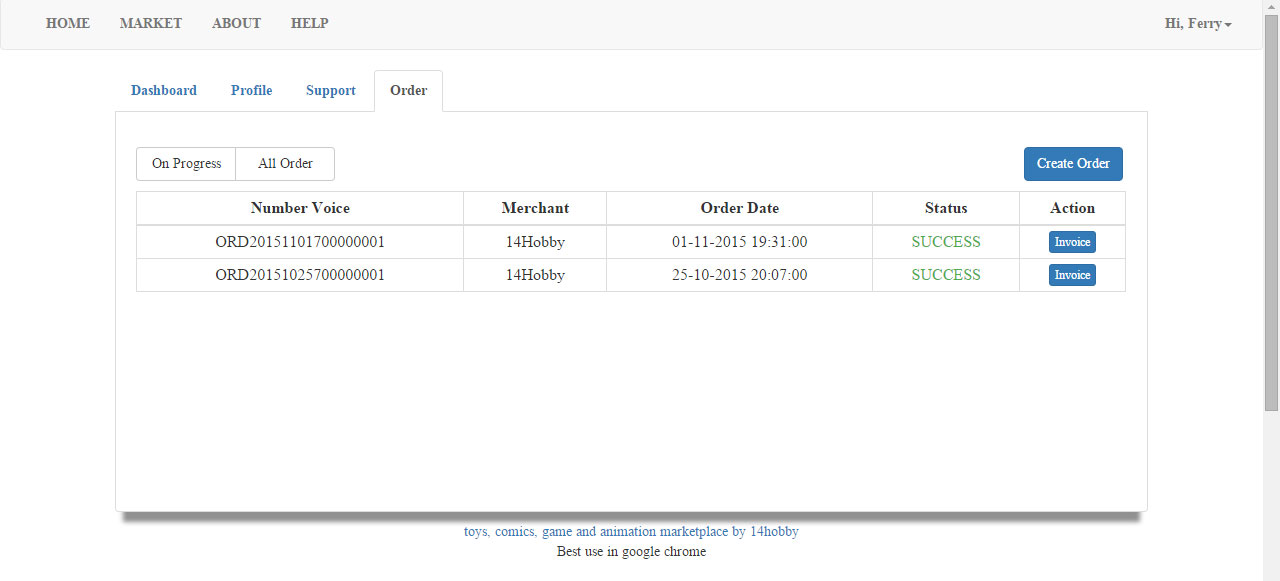 HOME MARKET ABOUT HELP Hi, Ferry
Dashboard Profile Support Order
On Progress All Order Create Order
Number Voice Merchant Order Date Status Action
ORD20151101700000001 14Hobby 01-11-2015 19:31:00 SUCCESS Invoice
ORD20151025700000001 14Hobby 25-10-2015 20:07:00 SUCCESS Invoice
toys, comics, game and animation marketplace by 14hobby
Best use in google chrome